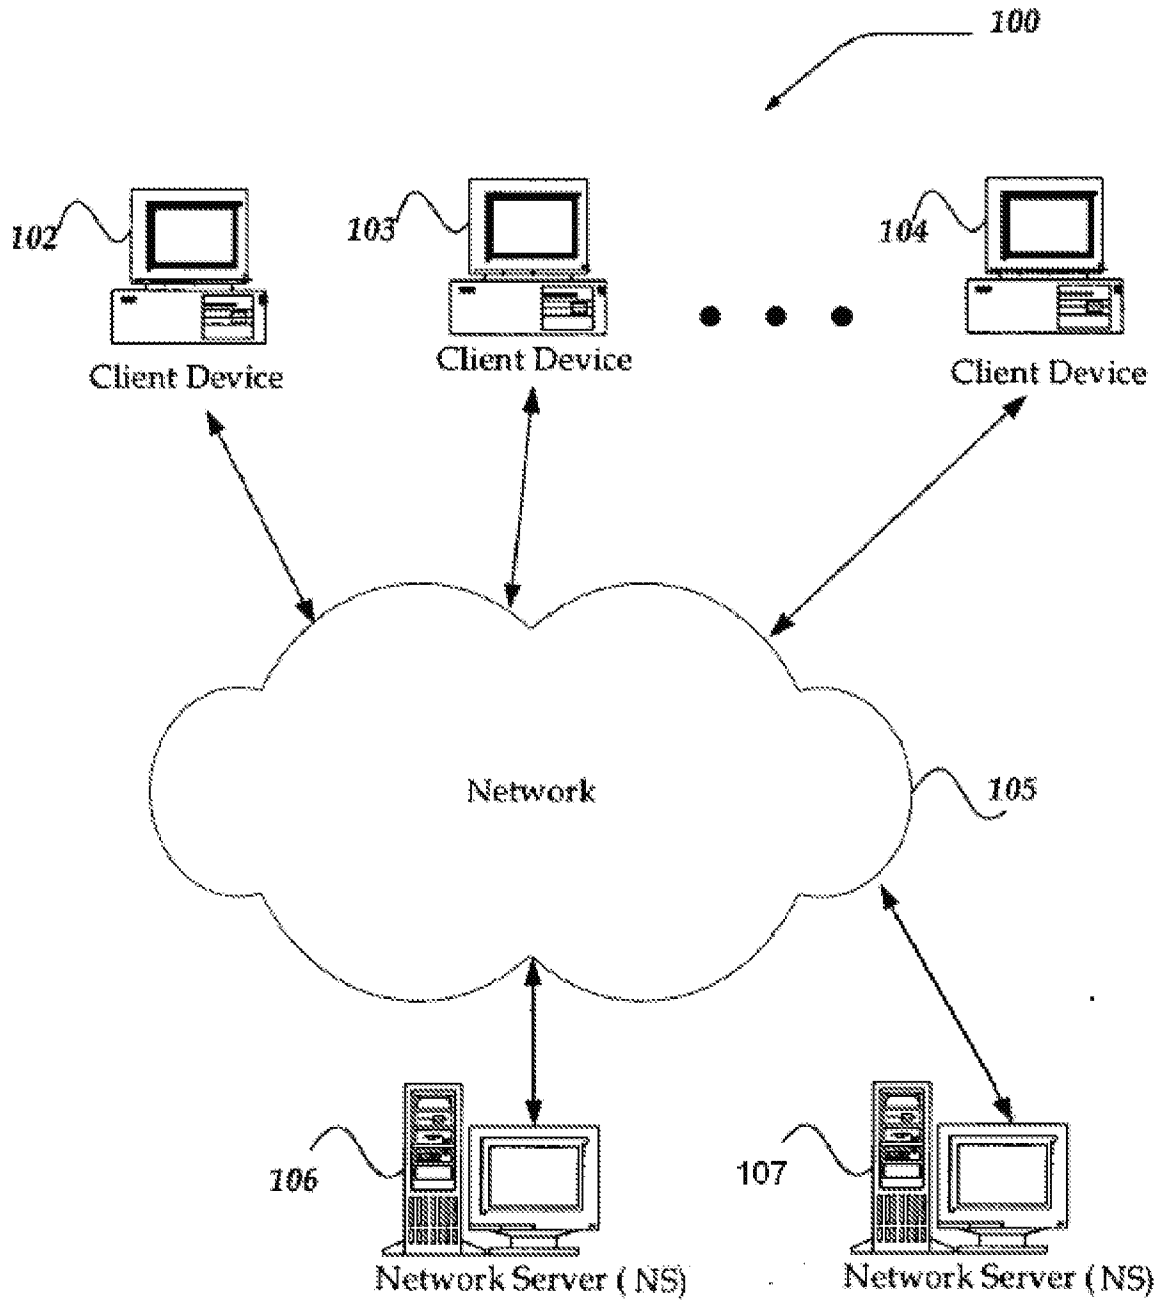 100
102
103
104
Client Device
Client Device
Client Device
Network
105
106
107
Network Server ( NS)
Network Server ( NS)